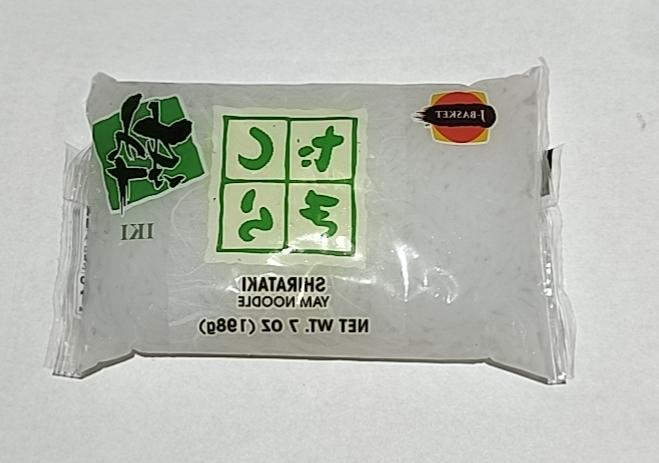 J-BASKET
しら
たき
IKI
SHIRATAKI
YAM NOODLE
NET WT. 7 OZ (198g)